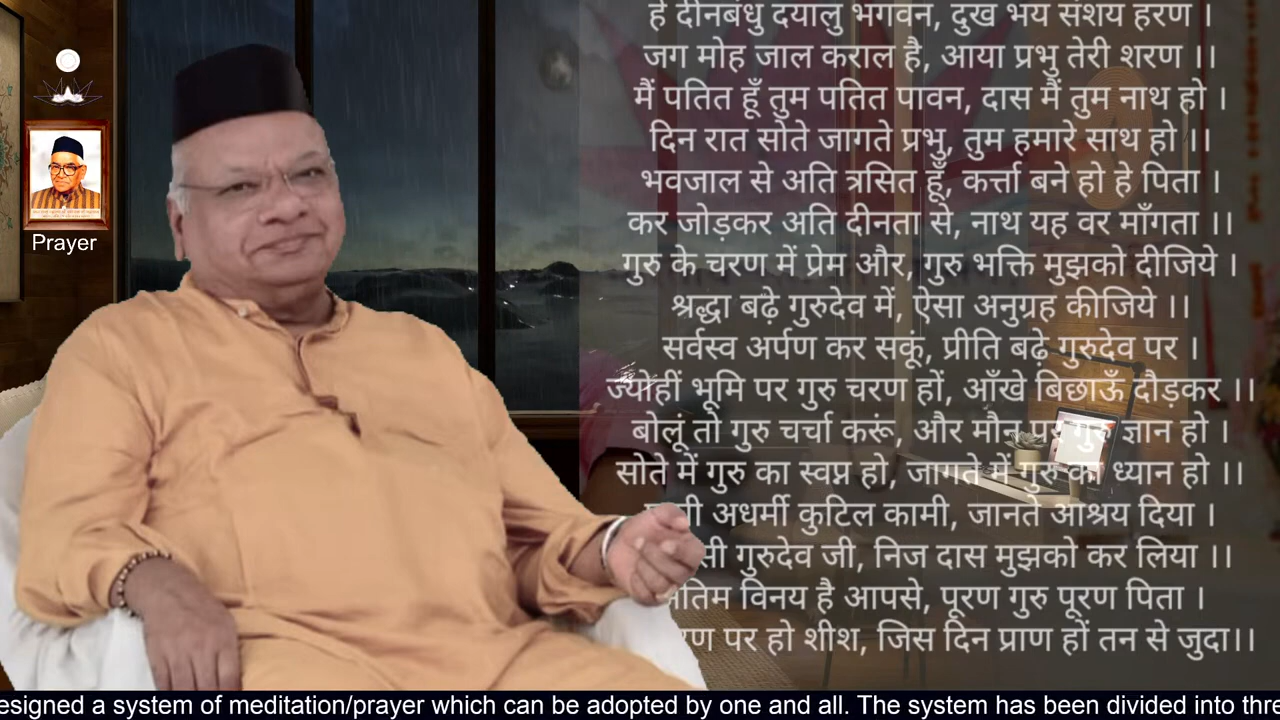 हे दीनबंधु दयालु भगवन, दुख भय संशय हरण ।
जग मोह जाल कराल है, आया प्रभु तेरी शरण ।।
मैं पतित हूँ तुम पतित पावन, दास मैं तुम नाथ हो ।
दिन रात सोते जागते प्रभु, तुम हमारे साथ हो ।।
भवजाल से अति त्रसित हूँ, कर्त्ता बने हो हे पिता ।
कर जोड़कर अति दीनता से, नाथ यह वर माँगता ।।
गुरु के चरण में प्रेम और, गुरु भक्ति मुझको दीजिये ।
श्रद्धा बढ़े गुरुदेव में, ऐसा अनुग्रह कीजिये ।।
सर्वस्व अर्पण कर सकूं, प्रीति बढ़े गुरुदेव पर ।
ज्योहीं भूमि पर गुरु चरण हों, आँखे बिछाऊँ दौड़कर ।।
बोलूं तो गुरु चर्चा करूं, और मौन पर गुरु ज्ञान हो ।
सोते में गुरु का स्वप्न हो, जागते में गुरु का ध्यान हो ।।
अधर्मी कुटिल कामी, जानते आश्रय दिया ।
गुरुदेव जी, निज दास मुझको कर लिया ।।
विनय है आपसे, पूरण गुरु पूरण पिता ।
पर हो शीश, जिस दिन प्राण हों तन से जुदा।।
Prayer
esigned a system of meditation/prayer which can be adopted by one and all. The system has been divided into thre